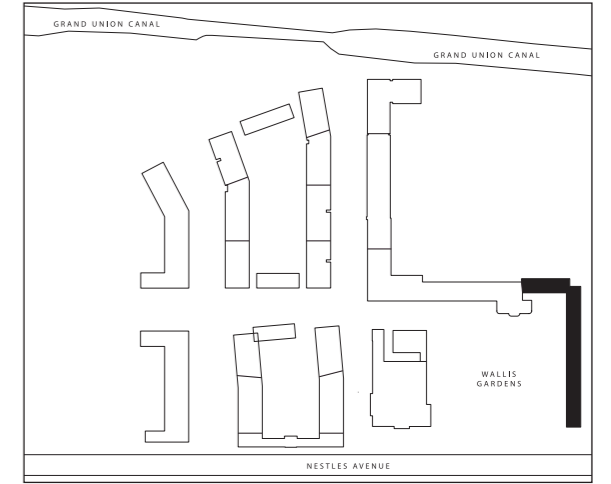 GRAND UNION CANAL
GRAND UNION CANAL
WALLIS
GARDENS
NESTLES AVENUE